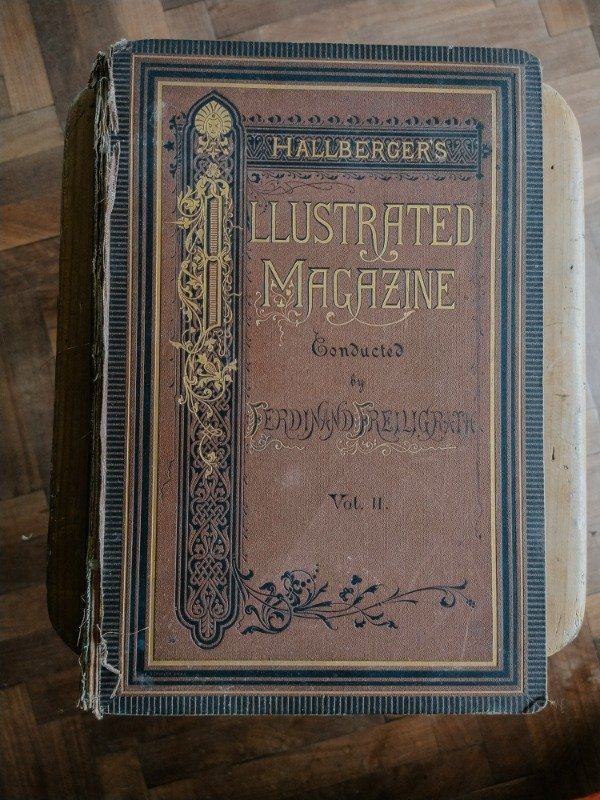 HALLBERGER'S
ILLUSTRATED
MAGAZINE
Conducted
by
FERDINAND FREILIGRATH.
Vol. II.